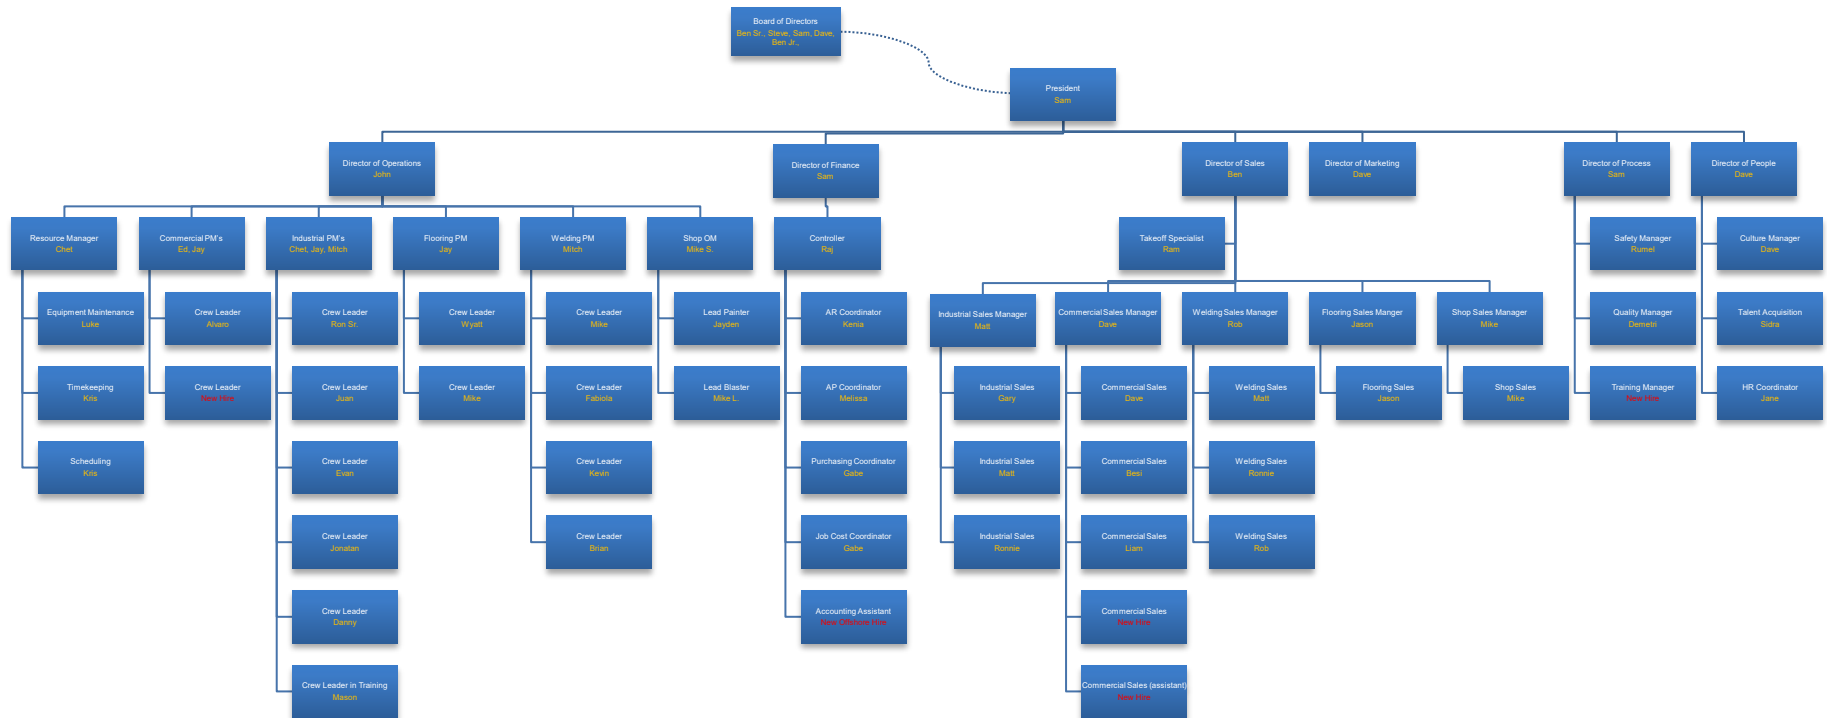 Board of Directors
Ben Sr., Steve, Sam, Dave,
Ben Jr.,
President
Sam
Director of Operations
John
Director of Finance
Sam
Director of Sales
Ben
Director of Marketing
Dave
Director of Process
Sam
Director of People
Dave
Resource Manager
Chet
Commercial PM's
Ed, Jay
Industrial PM's
Chet, Jay, Mitch
Flooring PM
Jay
Welding PM
Mitch
Shop OM
Mike S.
Controller
Raj
Takeoff Specialist
Ram
Safety Manager
Rumel
Culture Manager
Dave
Equipment Maintenance
Luke
Crew Leader
Alvaro
Crew Leader
Ron Sr.
Crew Leader
Wyatt
Crew Leader
Mike
Lead Painter
Jayden
AR Coordinator
Kenia
Industrial Sales Manager
Matt
Commercial Sales Manager
Dave
Welding Sales Manager
Rob
Flooring Sales Manger
Jason
Shop Sales Manager
Mike
Quality Manager
Demetri
Talent Acquisition
Sidra
Timekeeping
Kris
Crew Leader
New Hire
Crew Leader
Juan
Crew Leader
Mike
Crew Leader
Fabiola
Lead Blaster
Mike L.
AP Coordinator
Melissa
Industrial Sales
Gary
Commercial Sales
Dave
Welding Sales
Matt
Flooring Sales
Jason
Shop Sales
Mike
Training Manager
New Hire
HR Coordinator
Jane
Scheduling
Kris
Crew Leader
Evan
Crew Leader
Kevin
Purchasing Coordinator
Gabe
Industrial Sales
Matt
Commercial Sales
Besi
Welding Sales
Ronnie
Crew Leader
Jonatan
Crew Leader
Brian
Job Cost Coordinator
Gabe
Industrial Sales
Ronnie
Commercial Sales
Liam
Welding Sales
Rob
Crew Leader
Danny
Accounting Assistant
New Offshore Hire
Commercial Sales
New Hire
Crew Leader in Training
Mason
Commercial Sales (assistant)
New Hire